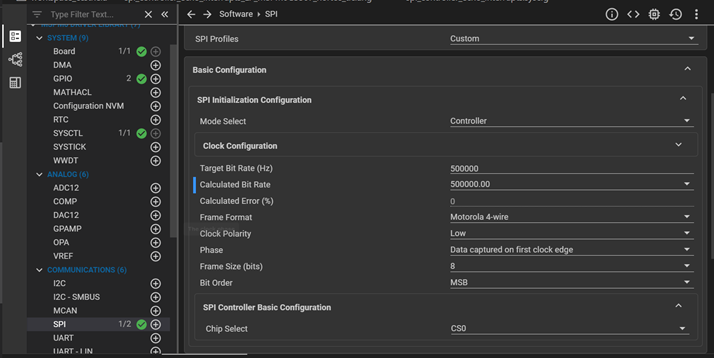 Type Filter Text...
Software > SPI
SPI Profiles
Custom
SYSTEM (9)
Board 1/1
DMA
GPIO 2
MATHACL
Configuration NVM
RTC
SYSCTL 1/1
SYSTICK
WWDT
ANALOG (6)
ADC12
COMP
DAC12
GPAMP
OPA
VREF
COMMUNICATIONS (6)
I2C
I2C - SMBUS
MCAN
SPI 1/2
UART
UART - LIN
Basic Configuration
SPI Initialization Configuration
Mode Select Controller
Clock Configuration
Target Bit Rate (Hz) 500000
Calculated Bit Rate 500000.00
Calculated Error (%) 0
Frame Format Motorola 4-wire
Clock Polarity Low
Phase Data captured on first clock edge
Frame Size (bits) 8
Bit Order MSB
SPI Controller Basic Configuration
Chip Select CS0